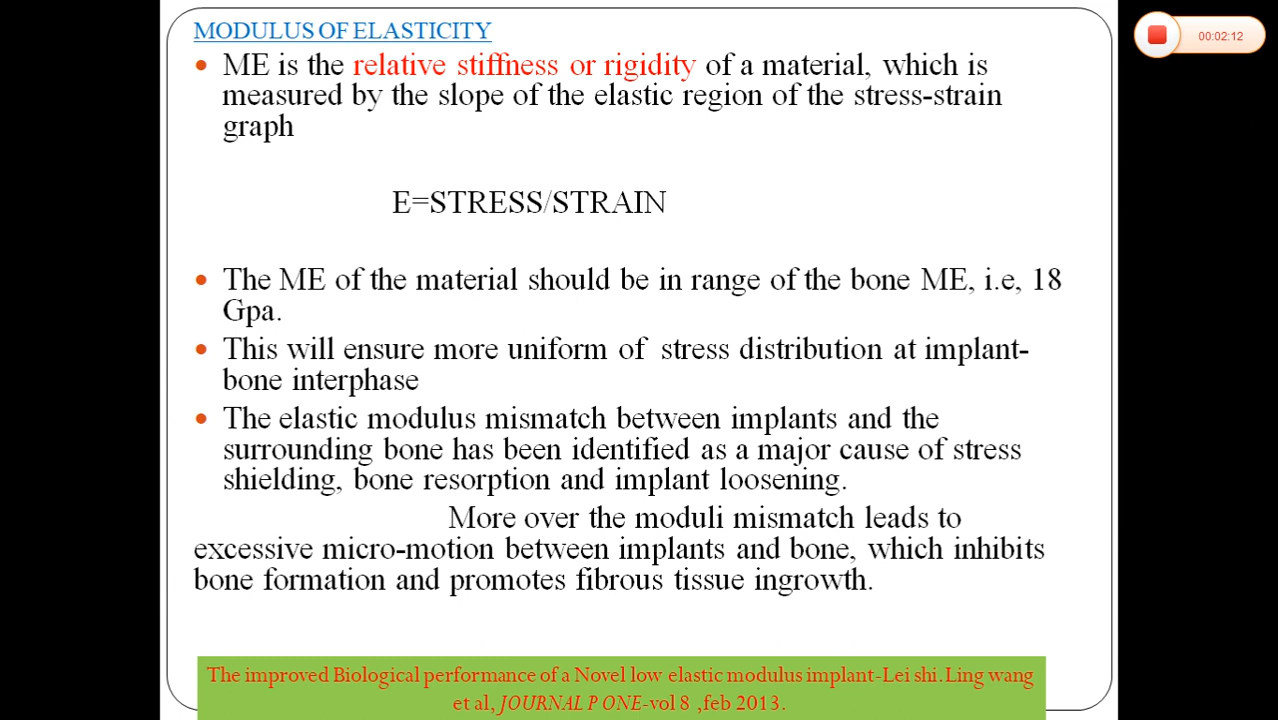 MODULUS OF ELASTICITY
00:02:12
• ME is the relative stiffness or rigidity of a material, which is
measured by the slope of the elastic region of the stress-strain
graph
E=STRESS/STRAIN
• The ME of the material should be in range of the bone ME, i.e, 18
Gpa.
• This will ensure more uniform of stress distribution at implant-
bone interphase
• The elastic modulus mismatch between implants and the
surrounding bone has been identified as a major cause of stress
shielding, bone resorption and implant loosening.
More over the moduli mismatch leads to
excessive micro-motion between implants and bone, which inhibits
bone formation and promotes fibrous tissue ingrowth.
The improved Biological performance of a Novel low elastic modulus implant-Lei shi.Ling wang
et al, JOURNAL P ONE-vol 8 ,feb 2013.